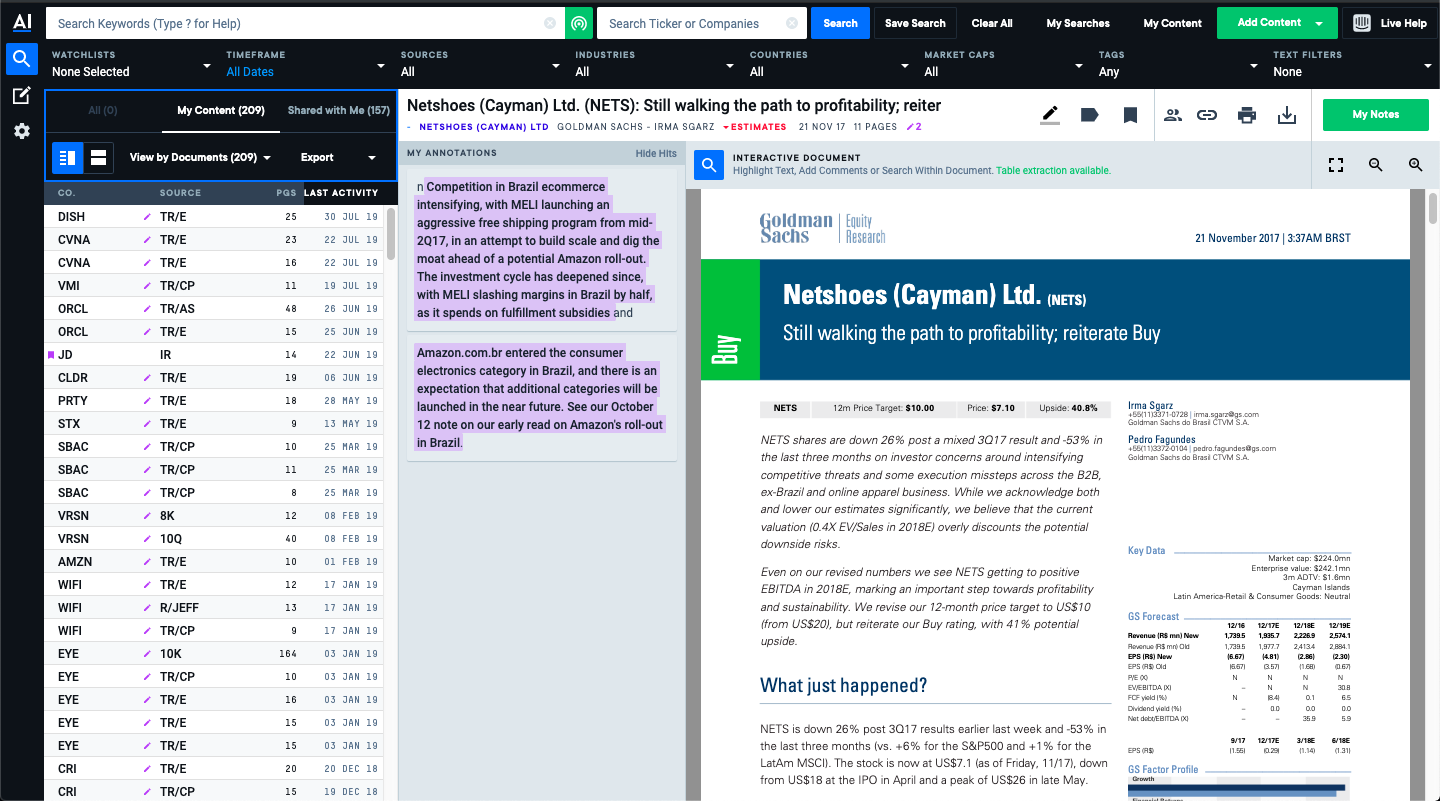 AI
Search Keywords (Type ? for Help)
Search Ticker or Companies
Search
Save Search
Clear All
My Searches
My Content
Add Content
Live Help
WATCHLISTS
None Selected
TIMEFRAME
All Dates
SOURCES
All
INDUSTRIES
All
COUNTRIES
All
MARKET CAPS
All
TAGS
Any
TEXT FILTERS
None
All (0)
My Content (209)
Shared with Me (157)
View by Documents (209)
Export
CO. SOURCE PGS LAST ACTIVITY
DISH TR/E 25 30 JUL 19
CVNA TR/E 23 22 JUL 19
CVNA TR/E 16 22 JUL 19
VMI TR/CP 11 19 JUL 19
ORCL TR/AS 48 26 JUN 19
ORCL TR/E 15 25 JUN 19
JD IR 14 22 JUN 19
CLDR TR/E 19 06 JUN 19
PRTY TR/E 18 28 MAY 19
STX TR/E 9 13 MAY 19
SBAC TR/CP 10 25 MAR 19
SBAC TR/CP 11 25 MAR 19
SBAC TR/CP 8 25 MAR 19
VRSN 8K 12 08 FEB 19
VRSN 10Q 40 08 FEB 19
AMZN TR/E 10 01 FEB 19
WIFI TR/E 12 17 JAN 19
WIFI R/JEFF 13 17 JAN 19
WIFI TR/CP 9 17 JAN 19
EYE 10K 164 03 JAN 19
EYE TR/CP 10 03 JAN 19
EYE TR/E 16 03 JAN 19
EYE TR/E 15 03 JAN 19
EYE TR/E 15 03 JAN 19
CRI TR/E 20 20 DEC 18
CRI TR/CP 15 19 DEC 18
Netshoes (Cayman) Ltd. (NETS): Still walking the path to profitability; reiter
- NETSHOES (CAYMAN) LTD GOLDMAN SACHS - IRMA SGARZ ESTIMATES 21 NOV 17 11 PAGES 2
My Notes
MY ANNOTATIONS
Hide Hits
n Competition in Brazil ecommerce
intensifying, with MELI launching an
aggressive free shipping program from mid-
2Q17, in an attempt to build scale and dig the
moat ahead of a potential Amazon roll-out.
The investment cycle has deepened since,
with MELI slashing margins in Brazil by half,
as it spends on fulfillment subsidies and
Amazon.com.br entered the consumer
electronics category in Brazil, and there is an
expectation that additional categories will be
launched in the near future. See our October
12 note on our early read on Amazon's roll-out
in Brazil.
INTERACTIVE DOCUMENT
Highlight Text, Add Comments or Search Within Document. Table extraction available.
Goldman
Sachs
Equity
Research
21 November 2017 | 3:37AM BRST
Buy
Netshoes (Cayman) Ltd. (NETS)
Still walking the path to profitability; reiterate Buy
NETS 12m Price Target: $10.00 Price: $7.10 Upside: 40.8%
NETS shares are down 26% post a mixed 3Q17 result and -53% in
the last three months on investor concerns around intensifying
competitive threats and some execution missteps across the B2B,
ex-Brazil and online apparel business. While we acknowledge both
and lower our estimates significantly, we believe that the current
valuation (0.4X EV/Sales in 2018E) overly discounts the potential
downside risks.
Even on our revised numbers we see NETS getting to positive
EBITDA in 2018E, marking an important step towards profitability
and sustainability. We revise our 12-month price target to US$10
(from US$20), but reiterate our Buy rating, with 41% potential
upside.
What just happened?
NETS is down 26% post 3Q17 results earlier last week and -53% in
the last three months (vs. +6% for the S&P500 and +1% for the
LatAm MSCI). The stock is now at US$7.1 (as of Friday, 11/17), down
from US$18 at the IPO in April and a peak of US$26 in late May.
Irma Sgarz
+55(11)3371-0728 | irma.sgarz@gs.com
Goldman Sachs do Brasil CTVM S.A.
Pedro Fagundes
+55(11)3372-0104 | pedro.fagundes@gs.com
Goldman Sachs do Brasil CTVM S.A.
Key Data
Market cap: $224.0mn
Enterprise value: $242.1mn
3m ADTV: $1.6mn
Cayman Islands
Latin America-Retail & Consumer Goods: Neutral
GS Forecast
12/16 12/17E 12/18E 12/19E
Revenue (R$ mn) New 1,739.5 1,935.7 2,226.9 2,574.1
Revenue (R$ mn) Old 1,739.5 1,977.7 2,413.4 2,884.1
EPS (R$) New (6.67) (4.81) (2.86) (2.30)
EPS (R$) Old (6.67) (3.57) (1.68) (0.67)
P/E (X) N N N N
EV/EBITDA (X) – N N 30.8
FCF yield (%) N (8.4) 0.1 6.5
Dividend yield (%) – 0.0 0.0 0.0
Net debt/EBITDA (X) – – 35.9 5.9
9/17 12/17E 3/18E 6/18E
EPS (R$) (1.55) (0.29) (1.14) (1.31)
GS Factor Profile
Growth